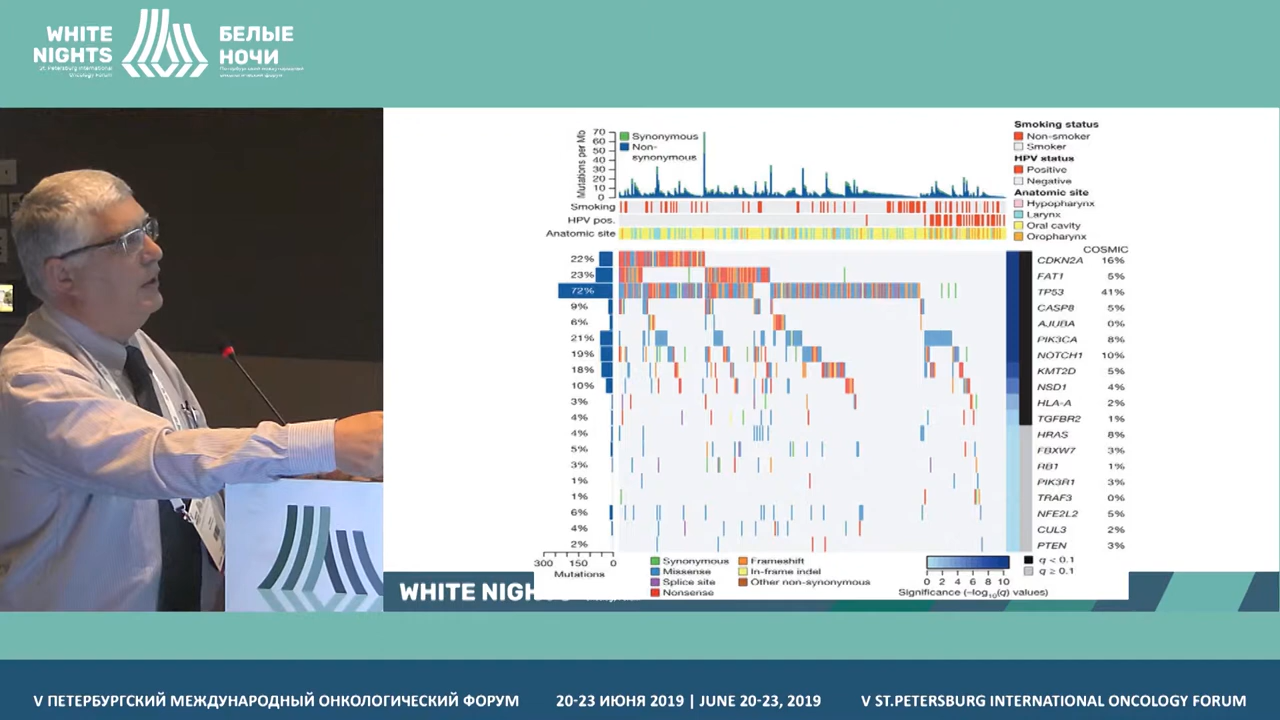 WHITE
NIGHTS
St. Petersburg International
Oncology Forum
БЕЛЫЕ
НОЧИ
Петербургский международный
онкологический форум
Mutations per Mb
70
60
50
40
30
20
10
0
Synonymous
Non-
synonymous
Smoking
HPV pos.
Anatomic site
Smoking status
Non-smoker
Smoker
HPV status
Positive
Negative
Anatomic site
Hypopharynx
Larynx
Oral cavity
Oropharynx
COSMIC
22% CDKN2A 16%
23% FAT1 5%
72% TP53 41%
9% CASP8 5%
6% AJUBA 0%
21% PIK3CA 8%
19% NOTCH1 10%
18% KMT2D 5%
10% NSD1 4%
3% HLA-A 2%
4% TGFBR2 1%
4% HRAS 8%
5% FBXW7 3%
3% RB1 1%
1% PIK3R1 3%
1% TRAF3 0%
6% NFE2L2 5%
4% CUL3 2%
2% PTEN 3%
300 150 0
Mutations
Synonymous
Missense
Splice site
Nonsense
Frameshift
In-frame indel
Other non-synonymous
0 2 4 6 8 10
Significance (–log10(q) values)
q < 0.1
q ≥ 0.1
WHITE NIGH
V ПЕТЕРБУРГСКИЙ МЕЖДУНАРОДНЫЙ ОНКОЛОГИЧЕСКИЙ ФОРУМ
20-23 ИЮНЯ 2019 | JUNE 20-23, 2019
V ST.PETERSBURG INTERNATIONAL ONCOLOGY FORUM